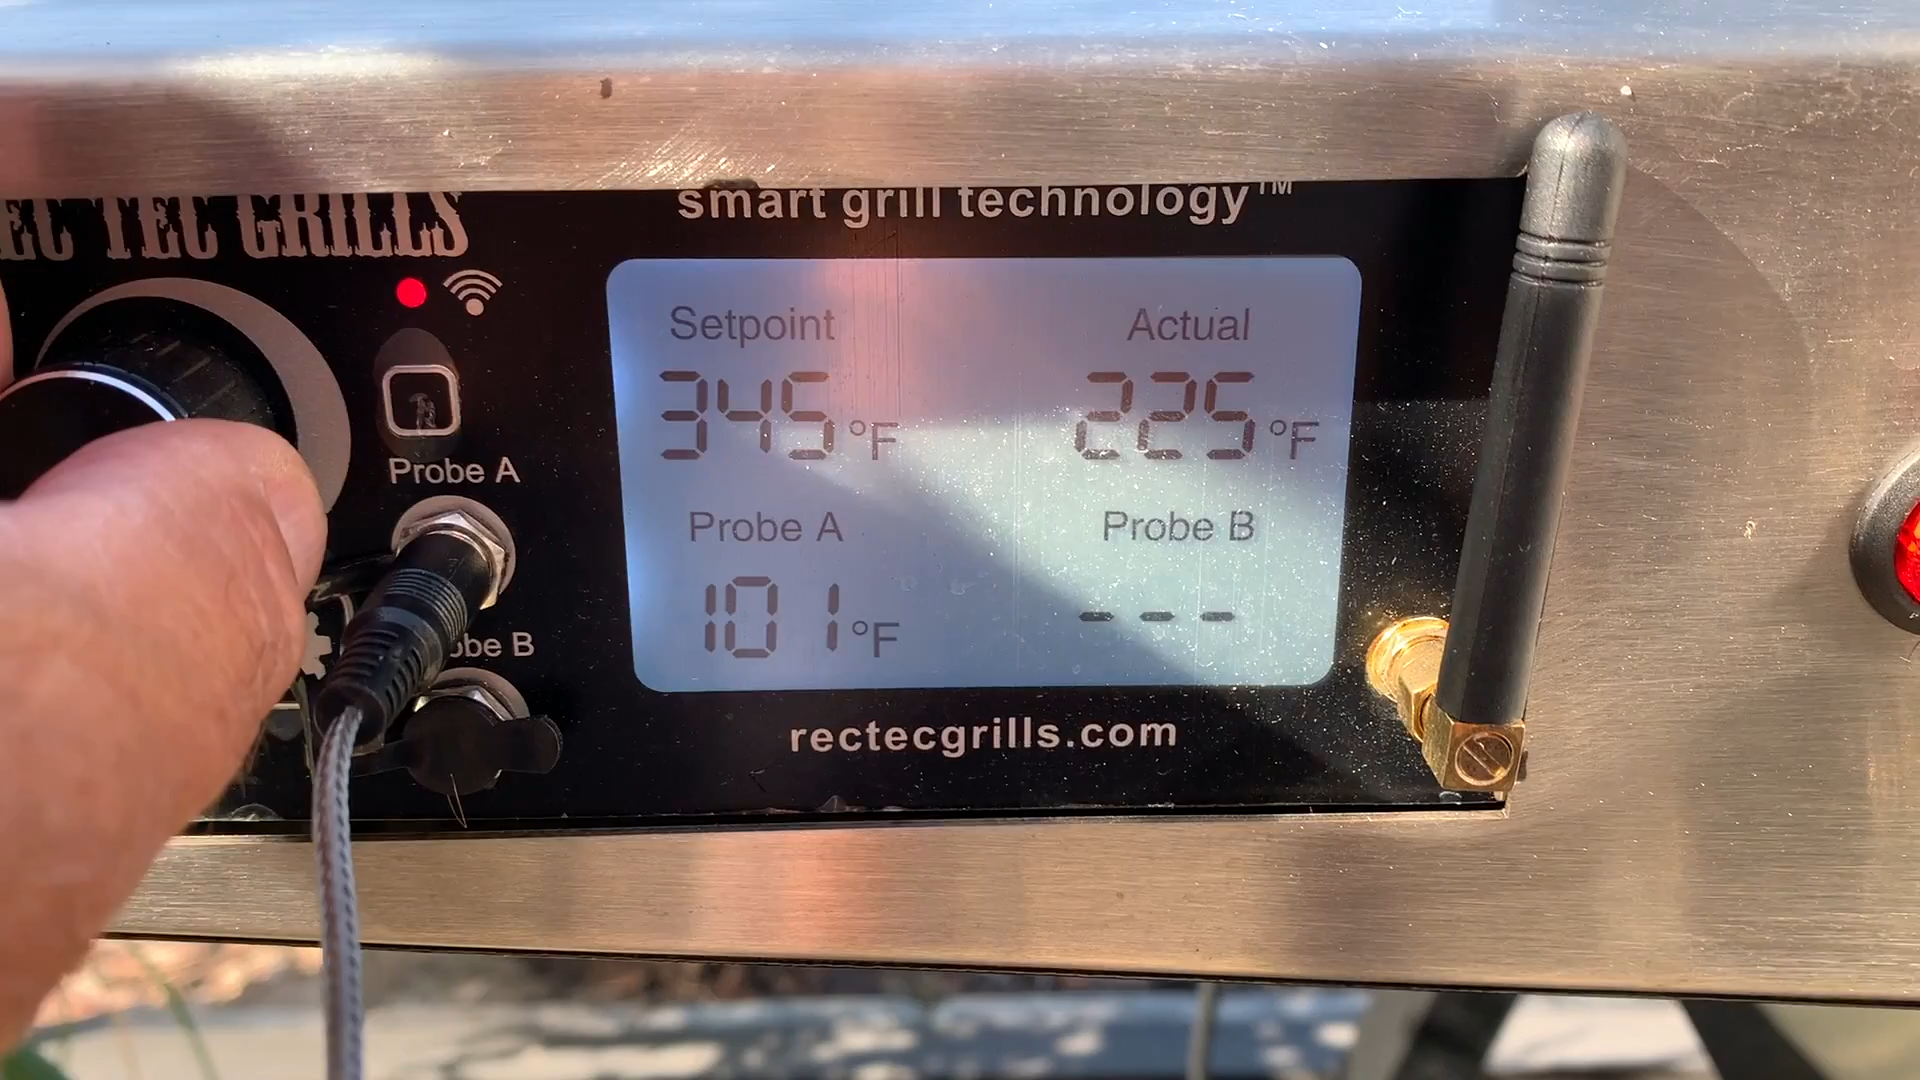 EC TEC GRILLS
smart grill technology™
Setpoint Actual
345°F 225°F
Probe A
Probe A Probe B
101°F ---
obe B
rectecgrills.com